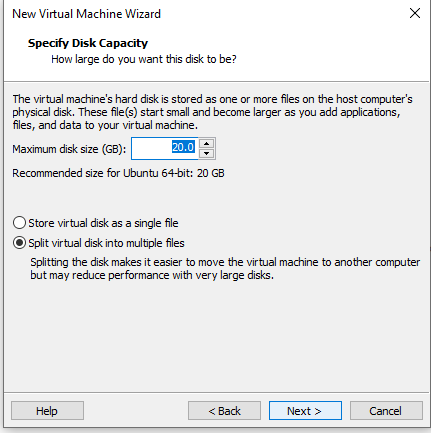 New Virtual Machine Wizard
Specify Disk Capacity
How large do you want this disk to be?
The virtual machine's hard disk is stored as one or more files on the host computer's
physical disk. These file(s) start small and become larger as you add applications,
files, and data to your virtual machine.
Maximum disk size (GB): 20.0
Recommended size for Ubuntu 64-bit: 20 GB
Store virtual disk as a single file
Split virtual disk into multiple files
Splitting the disk makes it easier to move the virtual machine to another computer
but may reduce performance with very large disks.
Help < Back Next > Cancel